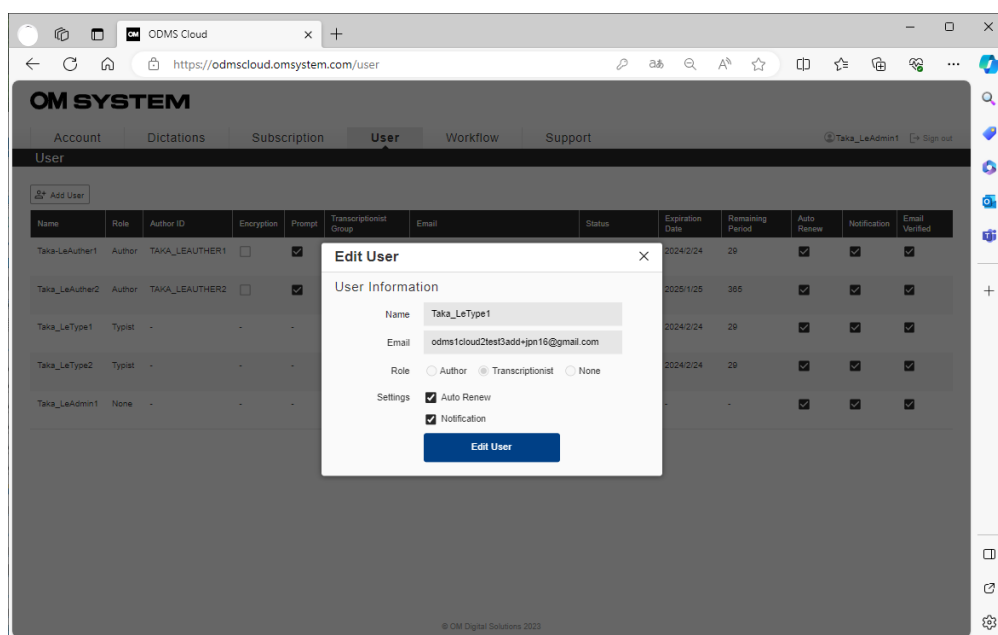 OM ODMS Cloud
https://odmscloud.omsystem.com/user
OM SYSTEM
Account Dictations Subscription User Workflow Support Taka_LeAdmin1 Sign out
User
Add User
Name Role Author ID Encryption Prompt Transcriptionist Group Email Status Expiration Date Remaining Period Auto Renew Notification Email Verified
Taka-LeAuther1 Author TAKA_LEAUTHER1 2024/2/24 29
Taka_LeAuther2 Author TAKA_LEAUTHER2 2025/1/25 365
Taka_LeType1 Typist - - - 2024/2/24 29
Taka_LeType2 Typist - - - 2024/2/24 29
Taka_LeAdmin1 None - - - - -
Edit User
User Information
Name Taka_LeType1
Email odms1cloud2test3add+jpn16@gmail.com
Role Author Transcriptionist None
Settings Auto Renew
Notification
Edit User
© OM Digital Solutions 2023